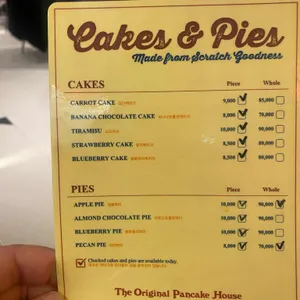 Cakes & Pies
Made from Scratch Goodness
CAKES Piece Whole
CARROT CAKE 9,000 ☑ 85,000 ☐
BANANA CHOCOLATE CAKE 8,000 ☑ 70,000 ☐
TIRAMISU 10,000 ☑ 90,000 ☐
STRAWBERRY CAKE 8,500 ☑ 80,000 ☐
BLUEBERRY CAKE 8,500 ☑ 80,000 ☐
PIES Piece Whole
APPLE PIE 10,000 ☑ 90,000 ☑
ALMOND CHOCOLATE PIE 10,000 ☑ 90,000 ☐
BLUEBERRY PIE 10,000 ☑ 90,000 ☐
PECAN PIE 8,000 ☑ 70,000 ☑
☑ Checked cakes and pies are available today.
The Original Pancake House